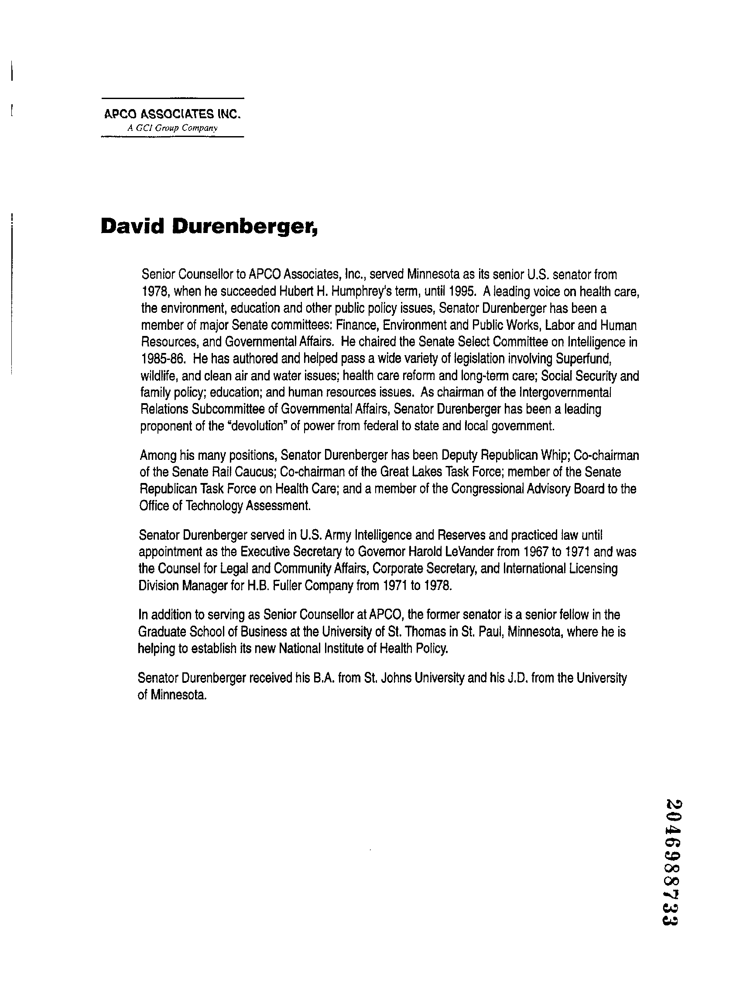 APCO ASSOCIATES INC.
A GCI Group Company
David Durenberger,
Senior Counsellor to APCO Associates, Inc., served Minnesota as its senior U.S. senator from
1978, when he succeeded Hubert H. Humphrey's term, until 1995. A leading voice on health care,
the environment, education and other public policy issues, Senator Durenberger has been a
member of major Senate committees: Finance, Environment and Public Works, Labor and Human
Resources, and Governmental Affairs. He chaired the Senate Select Committee on Intelligence in
1985-86. He has authored and helped pass a wide variety of legislation involving Superfund,
wildlife, and clean air and water issues; health care reform and long-term care; Social Security and
family policy; education; and human resources issues. As chairman of the Intergovernmental
Relations Subcommittee of Governmental Affairs, Senator Durenberger has been a leading
proponent of the "devolution" of power from federal to state and local government.
Among his many positions, Senator Durenberger has been Deputy Republican Whip; Co-chairman
of the Senate Rail Caucus; Co-chairman of the Great Lakes Task Force; member of the Senate
Republican Task Force on Health Care; and a member of the Congressional Advisory Board to the
Office of Technology Assessment.
Senator Durenberger served in U.S. Army Intelligence and Reserves and practiced law until
appointment as the Executive Secretary to Governor Harold LeVander from 1967 to 1971 and was
the Counsel for Legal and Community Affairs, Corporate Secretary, and International Licensing
Division Manager for H.B. Fuller Company from 1971 to 1978.
In addition to serving as Senior Counsellor at APCO, the former senator is a senior fellow in the
Graduate School of Business at the University of St. Thomas in St. Paul, Minnesota, where he is
helping to establish its new National Institute of Health Policy.
Senator Durenberger received his B.A. from St. Johns University and his J.D. from the University
of Minnesota.
2046988733